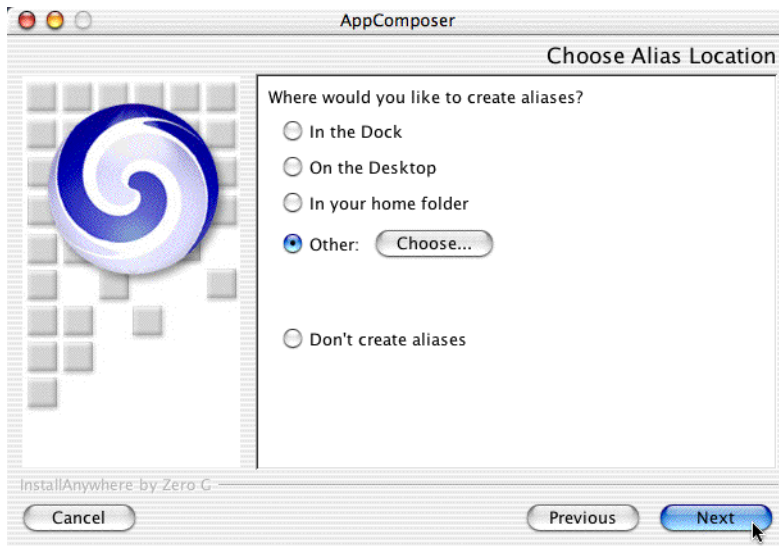 AppComposer
Choose Alias Location
Where would you like to create aliases?
In the Dock
On the Desktop
In your home folder
Other: Choose...
Don't create aliases
InstallAnywhere by Zero G
Cancel Previous Next